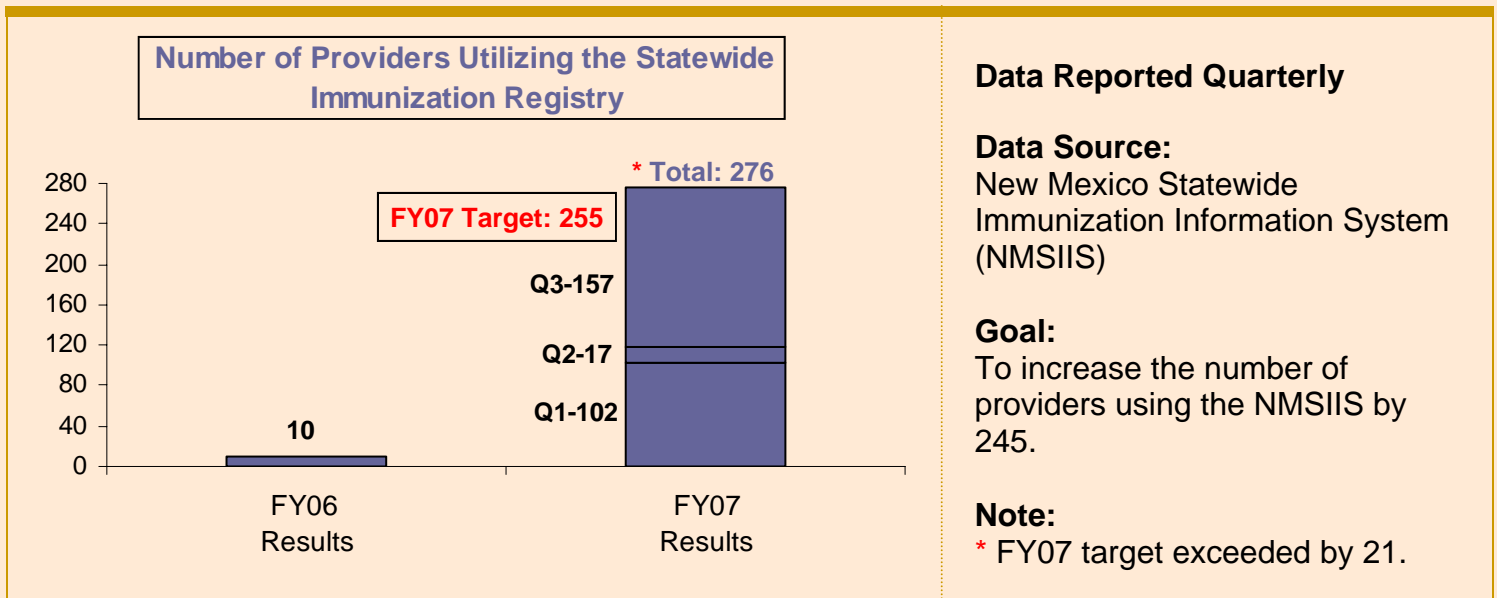 Number of Providers Utilizing the Statewide
Immunization Registry
280
240
200
160
120
80
40
0
* Total: 276
FY07 Target: 255
Q3-157
Q2-17
Q1-102
10
FY06
Results
FY07
Results
Data Reported Quarterly
Data Source:
New Mexico Statewide
Immunization Information System
(NMSIIS)
Goal:
To increase the number of
providers using the NMSIIS by
245.
Note:
* FY07 target exceeded by 21.